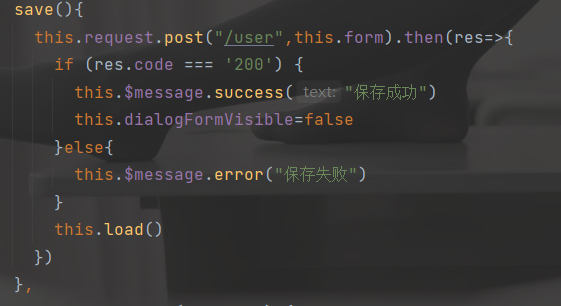 save(){
this.request.post("/user",this.form).then(res=>{
if (res.code === '200') {
this.$message.success( text: "保存成功")
this.dialogFormVisible=false
}else{
this.$message.error("保存失败")
}
this.load()
})
},